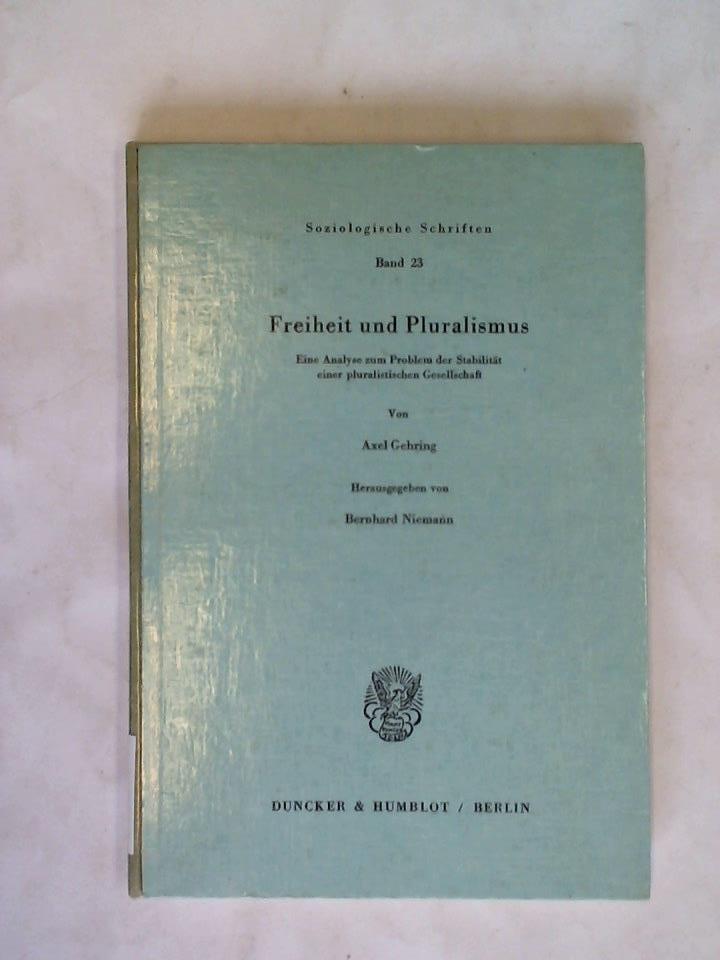 Soziologische Schriften
Band 23
Freiheit und Pluralismus
Eine Analyse zum Problem der Stabilität
einer pluralistischen Gesellschaft
Von
Axel Gehring
Herausgegeben von
Bernhard Niemann
DUNCKER & HUMBLOT / BERLIN